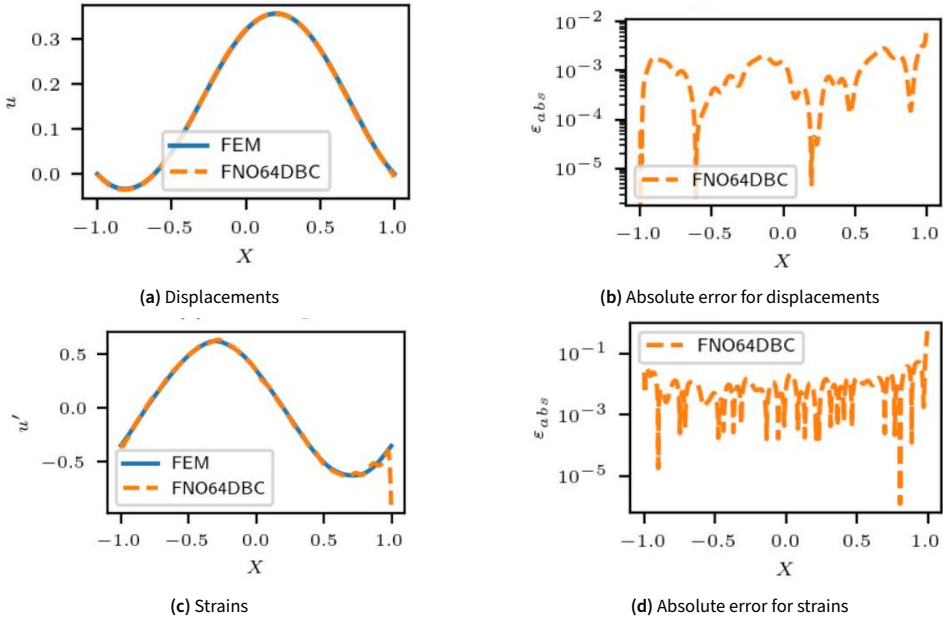 0.3
0.2
0.1
0.0
u
FEM
FNO64DBC
−1.0 −0.5 0.0 0.5 1.0
X
(a) Displacements
10⁻²
10⁻³
10⁻⁴
10⁻⁵
ε_abs
FNO64DBC
−1.0 −0.5 0.0 0.5 1.0
X
(b) Absolute error for displacements
0.5
0.0
−0.5
u′
FEM
FNO64DBC
−1.0 −0.5 0.0 0.5 1.0
X
(c) Strains
10⁻¹
10⁻³
10⁻⁵
ε_abs
FNO64DBC
−1.0 −0.5 0.0 0.5 1.0
X
(d) Absolute error for strains